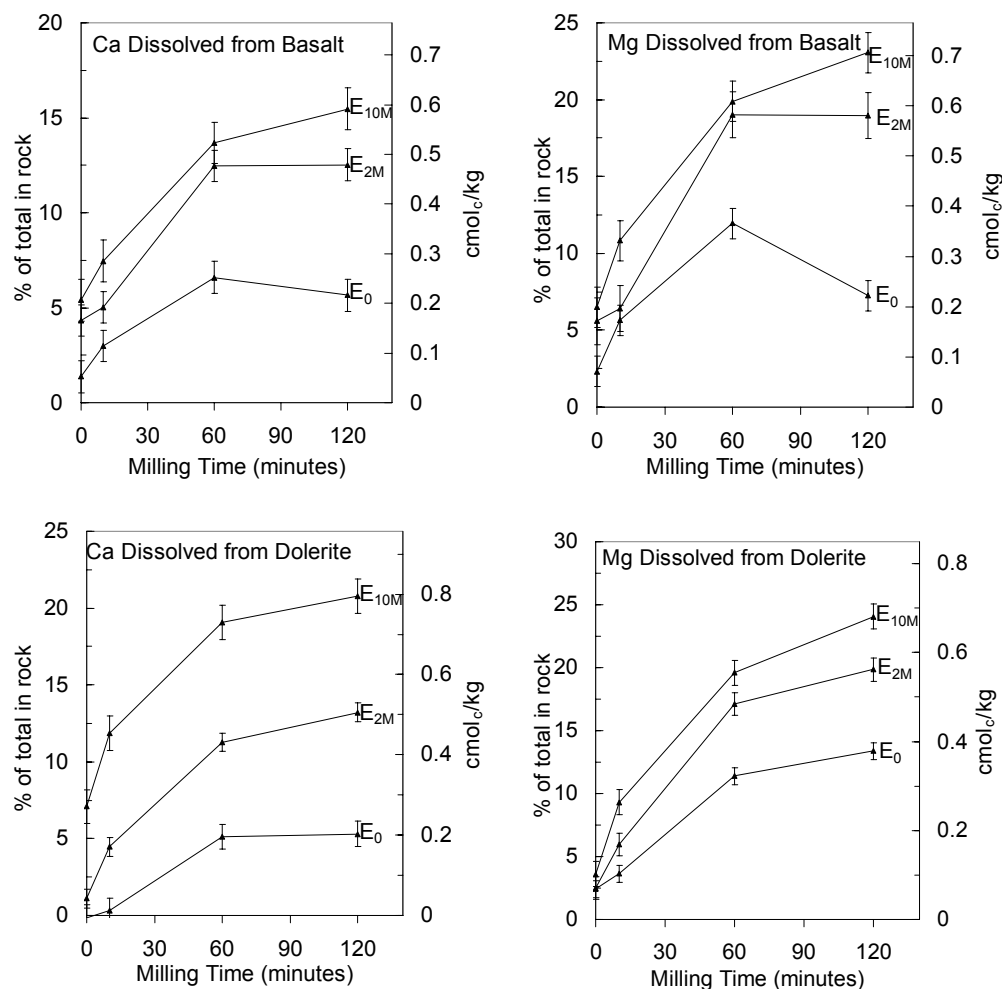 Ca Dissolved from Basalt
% of total in rock
20
15
10
5
0
0.7
0.6
0.5
0.4
0.3
0.2
0.1
0
cmolc/kg
E10M
E2M
E0
0 30 60 90 120
Milling Time (minutes)
Mg Dissolved from Basalt
% of total in rock
25
20
15
10
5
0
0.7
0.6
0.5
0.4
0.3
0.2
0.1
0
cmolc/kg
E10M
E2M
E0
0 30 60 90 120
Milling Time (minutes)
Ca Dissolved from Dolerite
% of total in rock
25
20
15
10
5
0
0.8
0.6
0.4
0.2
0
cmolc/kg
E10M
E2M
E0
0 30 60 90 120
Milling Time (minutes)
Mg Dissolved from Dolerite
% of total in rock
30
25
20
15
10
5
0
0.8
0.6
0.4
0.2
0
cmolc/kg
E10M
E2M
E0
0 30 60 90 120
Milling Time (minutes)